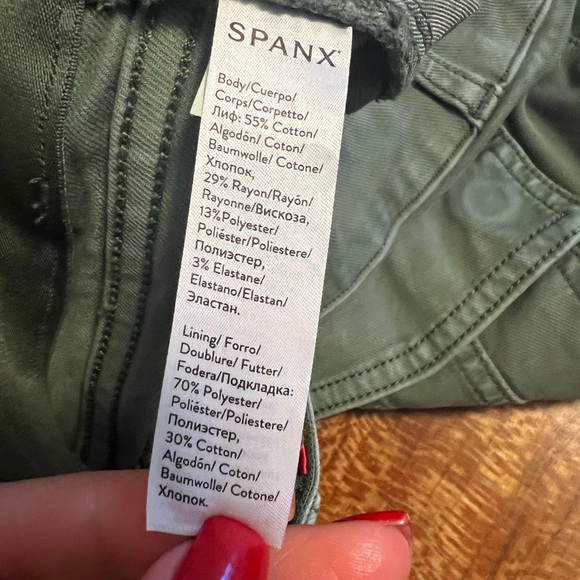 SPANX
Body/Cuerpo/
Corps/Corpetto/
Лиф: 55% Cotton/
Algodón/ Coton/
Baumwolle/ Cotone/
Хлопок,
29% Rayon/Rayón/
Rayonne/Вискоза,
13%Polyester/
Poliéster/Poliestere/
Полиэстер,
3% Elastane/
Elastano/Elastan/
Эластан.
Lining/ Forro/
Doublure/ Futter/
Fodera/Подкладка:
70% Polyester/
Poliéster/Poliestere/
Полиэстер,
30% Cotton/
Algodón/ Coton/
Baumwolle/ Cotone/
Хлопок.